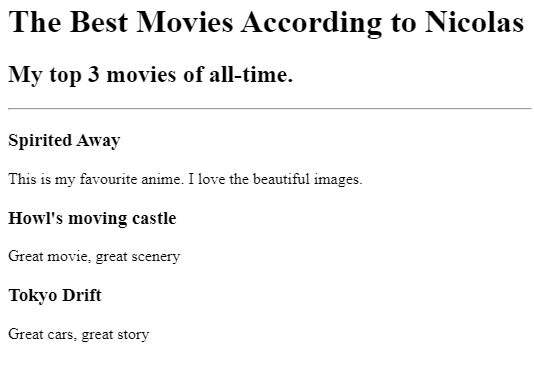 The Best Movies According to Nicolas
My top 3 movies of all-time.
Spirited Away
This is my favourite anime. I love the beautiful images.
Howl's moving castle
Great movie, great scenery
Tokyo Drift
Great cars, great story